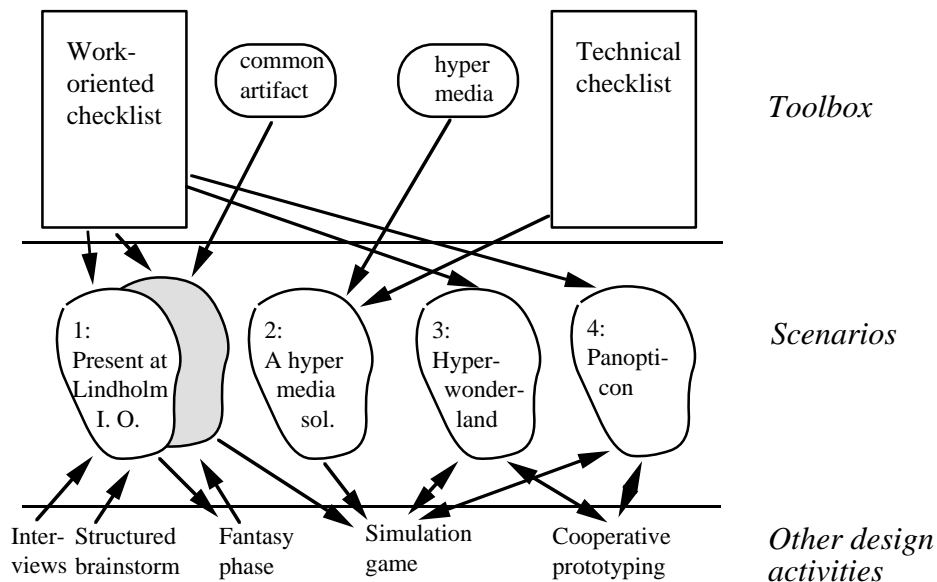 Work-
oriented
checklist
common
artifact
hyper
media
Technical
checklist
Toolbox
1:
Present at
Lindholm
I. O.
2:
A hyper
media
sol.
3:
Hyper-
wonder-
land
4:
Panopti-
con
Scenarios
Inter-
views
Structured
brainstorm
Fantasy
phase
Simulation
game
Cooperative
prototyping
Other design
activities